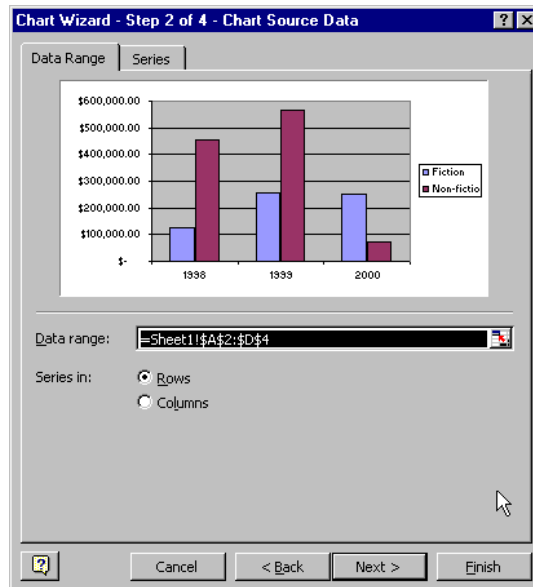 Chart Wizard - Step 2 of 4 - Chart Source Data
Data Range Series
$600,000.00
$500,000.00
$400,000.00
$300,000.00
$200,000.00
$100,000.00
$-
1998 1999 2000
Fiction
Non-fictio
Data range: =Sheet1!$A$2:$D$4
Series in: Rows
Columns
Cancel < Back Next > Finish